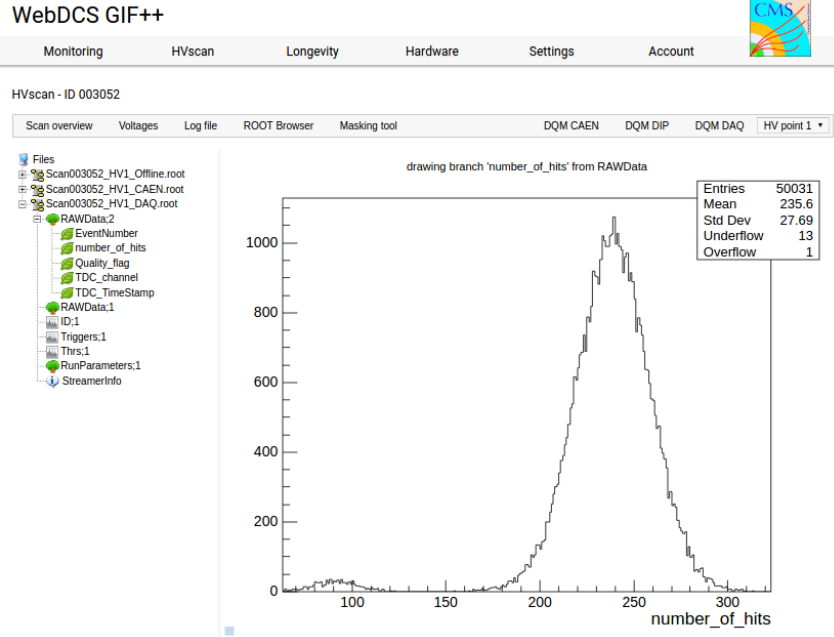 WebDCS GIF++
CMS
Monitoring HVscan Longevity Hardware Settings Account
HVscan - ID 003052
Scan overview Voltages Log file ROOT Browser Masking tool DQM CAEN DQM DIP DQM DAQ HV point 1
Files
Scan003052_HV1_Offline.root
Scan003052_HV1_CAEN.root
Scan003052_HV1_DAQ.root
RAWData;2
EventNumber
number_of_hits
Quality_flag
TDC_channel
TDC_TimeStamp
RAWData;1
ID;1
Triggers;1
Thrs;1
RunParameters;1
StreamerInfo
drawing branch 'number_of_hits' from RAWData
Entries 50031
Mean 235.6
Std Dev 27.69
Underflow 13
Overflow 1
1000
800
600
400
200
0
100 150 200 250 300
number_of_hits